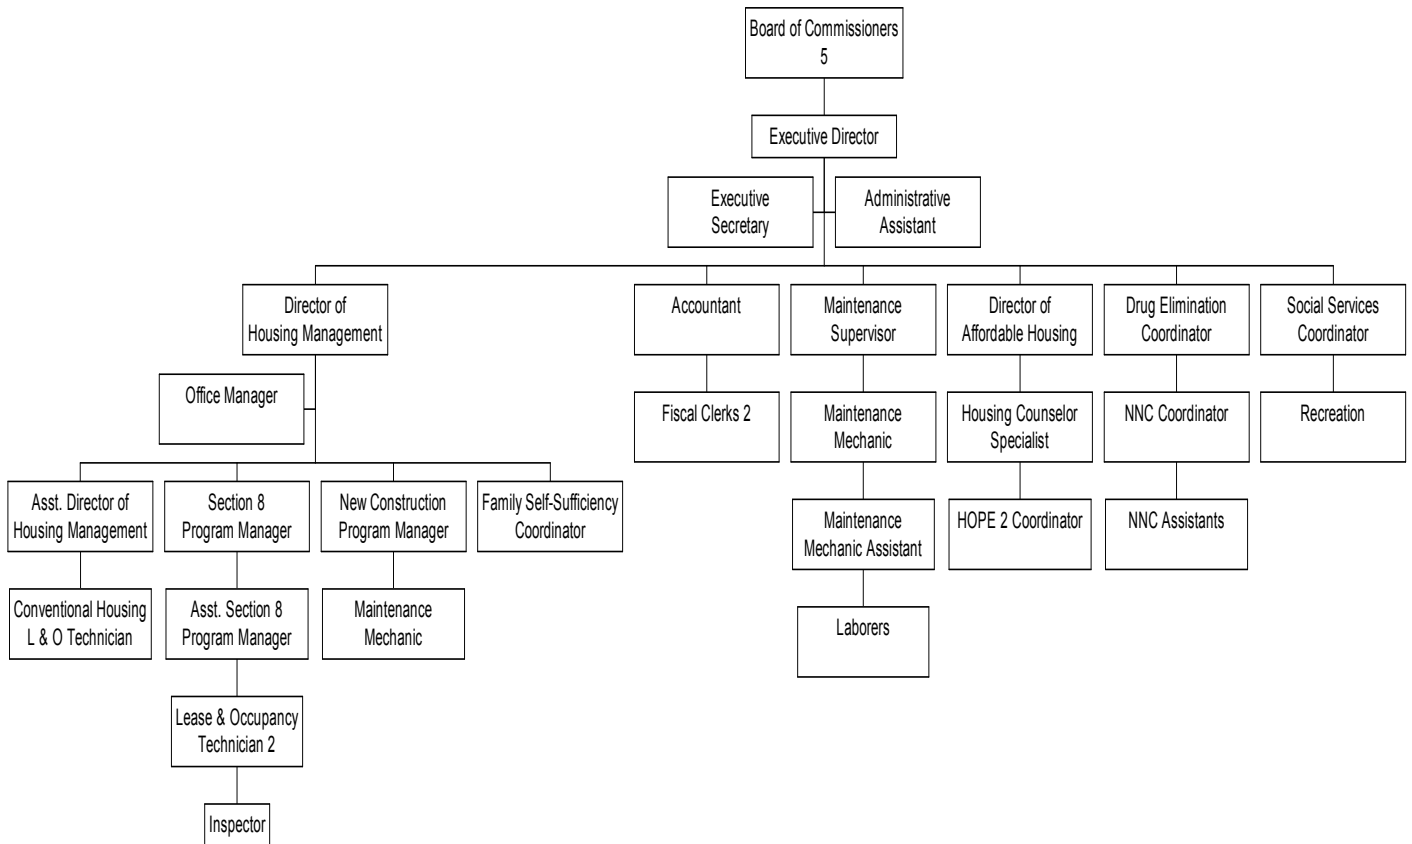 Board of Commissioners
5
Executive Director
Executive
Secretary
Administrative
Assistant
Director of
Housing Management
Accountant
Maintenance
Supervisor
Director of
Affordable Housing
Drug Elimination
Coordinator
Social Services
Coordinator
Office Manager
Fiscal Clerks 2
Maintenance
Mechanic
Housing Counselor
Specialist
NNC Coordinator
Recreation
Asst. Director of
Housing Management
Section 8
Program Manager
New Construction
Program Manager
Family Self-Sufficiency
Coordinator
Maintenance
Mechanic Assistant
HOPE 2 Coordinator
NNC Assistants
Conventional Housing
L & O Technician
Asst. Section 8
Program Manager
Maintenance
Mechanic
Laborers
Lease & Occupancy
Technician 2
Inspector